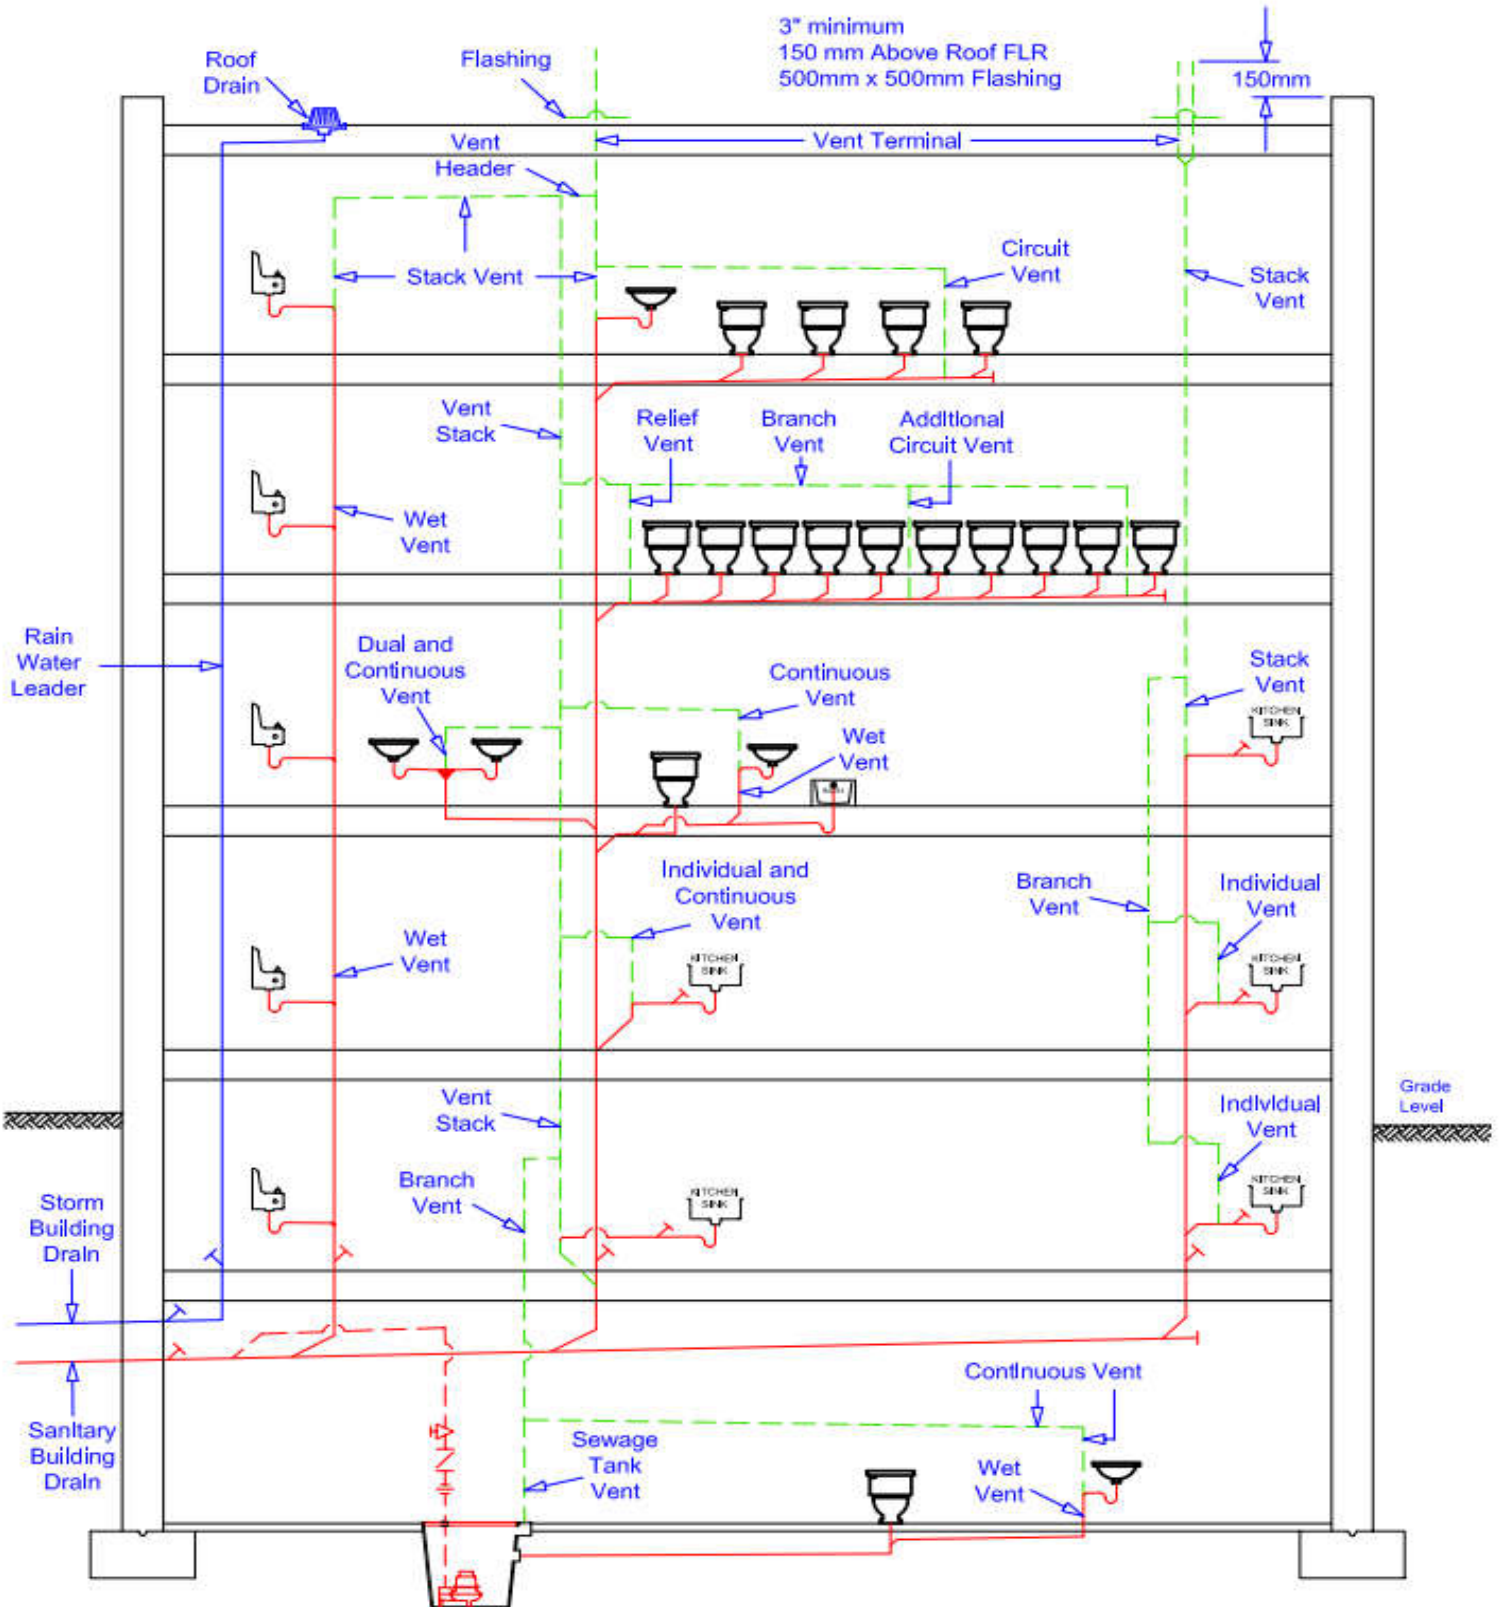 3" minimum
150 mm Above Roof FLR
500mm x 500mm Flashing
Roof
Drain
Flashing
150mm
Vent
Header
Vent Terminal
Stack Vent
Circuit
Vent
Stack
Vent
Vent
Stack
Relief
Vent
Branch
Vent
Additional
Circuit Vent
Wet
Vent
Rain
Water
Leader
Dual and
Continuous
Vent
Continuous
Vent
Wet
Vent
Stack
Vent
KITCHEN
SINK
Individual and
Continuous
Vent
Branch
Vent
Individual
Vent
Wet
Vent
KITCHEN
SINK
KITCHEN
SINK
Grade
Level
Vent
Stack
Individual
Vent
Branch
Vent
KITCHEN
SINK
KITCHEN
SINK
Storm
Building
Drain
Continuous Vent
Sanitary
Building
Drain
Sewage
Tank
Vent
Wet
Vent